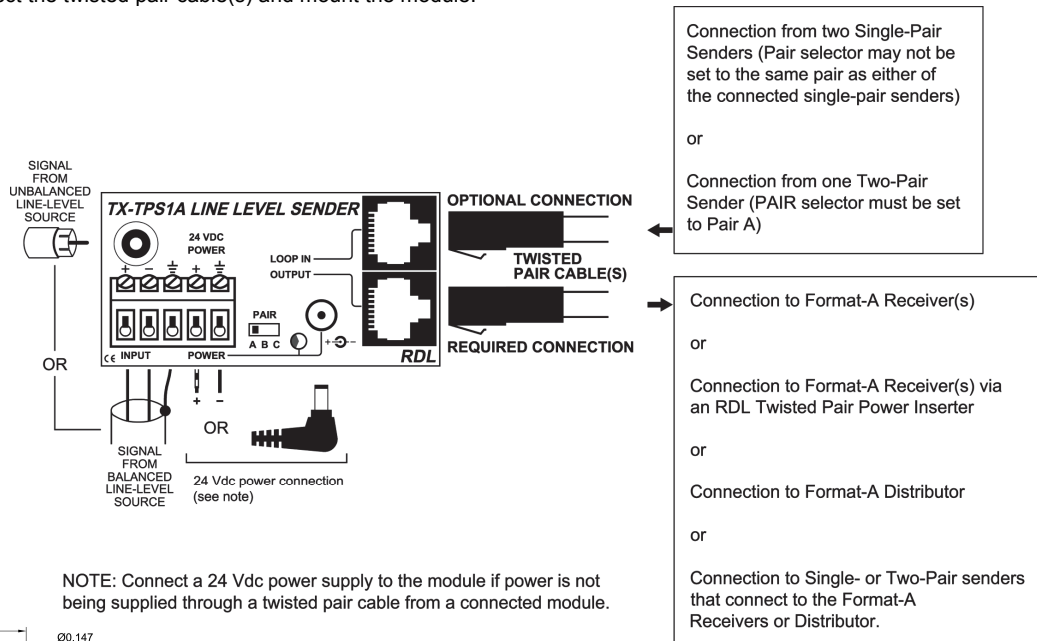 ect the twisted pair cable(s) and mount the module.
Connection from two Single-Pair
Senders (Pair selector may not be
set to the same pair as either of
the connected single-pair senders)
or
Connection from one Two-Pair
Sender (PAIR selector must be set
to Pair A)
SIGNAL
FROM
UNBALANCED
LINE-LEVEL
SOURCE
TX-TPS1A LINE LEVEL SENDER
24 VDC
POWER
+ − +
LOOP IN
OUTPUT
PAIR
A B C
+ -
CE INPUT POWER
RDL
OPTIONAL CONNECTION
TWISTED
PAIR CABLE(S)
REQUIRED CONNECTION
OR
+ −
OR
SIGNAL
FROM
BALANCED
LINE-LEVEL
SOURCE
24 Vdc power connection
(see note)
Connection to Format-A Receiver(s)
or
Connection to Format-A Receiver(s) via
an RDL Twisted Pair Power Inserter
or
Connection to Format-A Distributor
or
Connection to Single- or Two-Pair senders
that connect to the Format-A
Receivers or Distributor.
NOTE: Connect a 24 Vdc power supply to the module if power is not
being supplied through a twisted pair cable from a connected module.
Ø0.147